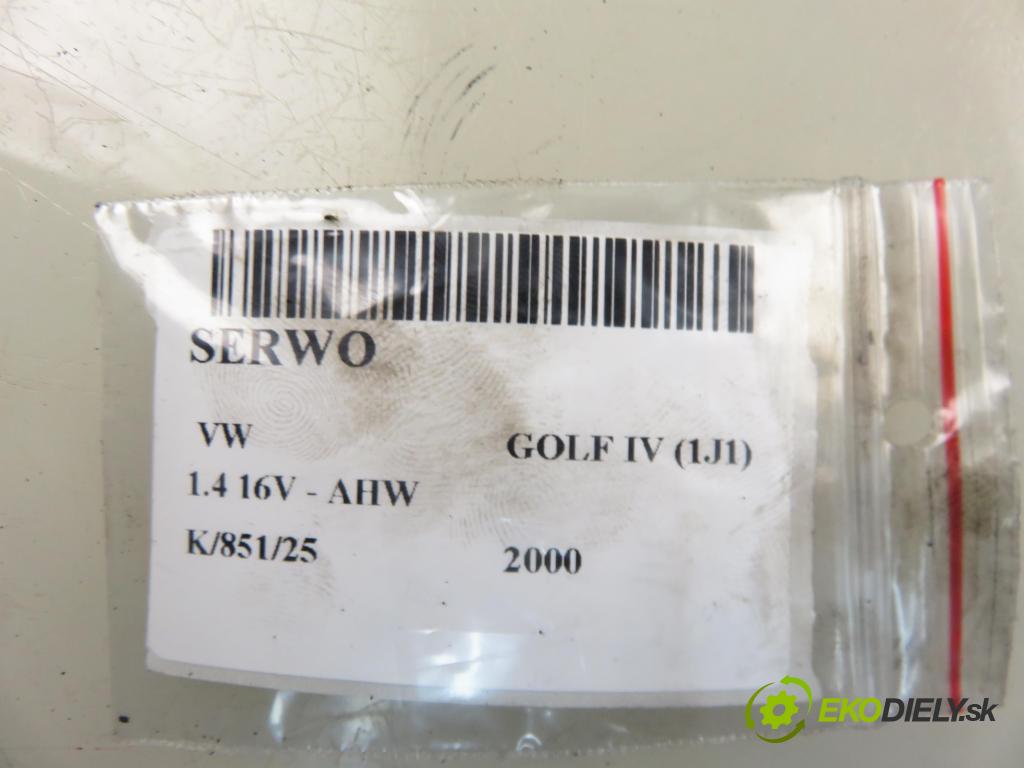 SERWO
VW GOLF IV (1J1)
1.4 16V - AHW
K/851/25 2000
EKODIELY.sk